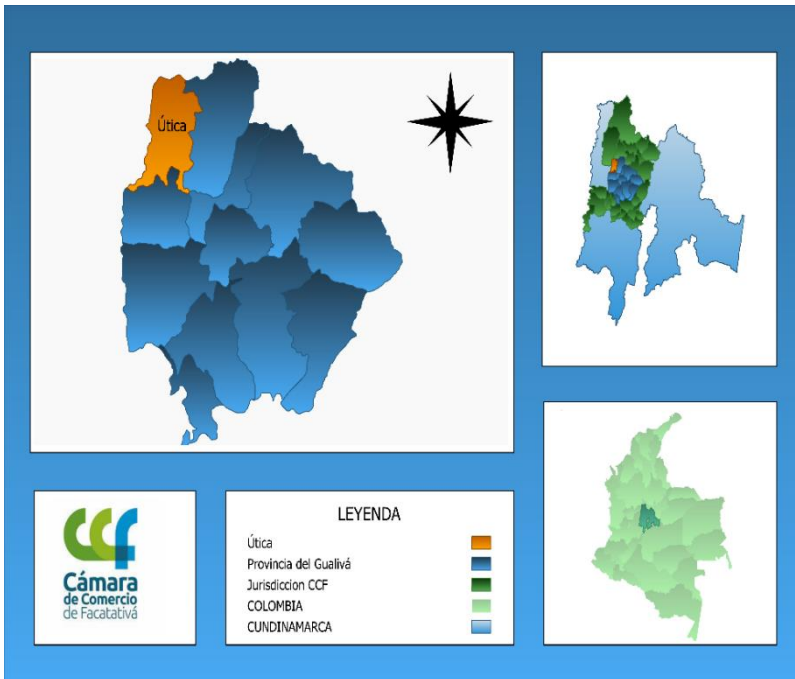 Útica
CCF
Cámara
de Comercio
de Facatativá
LEYENDA
Útica
Provincia del Gualivá
Jurisdiccion CCF
COLOMBIA
CUNDINAMARCA